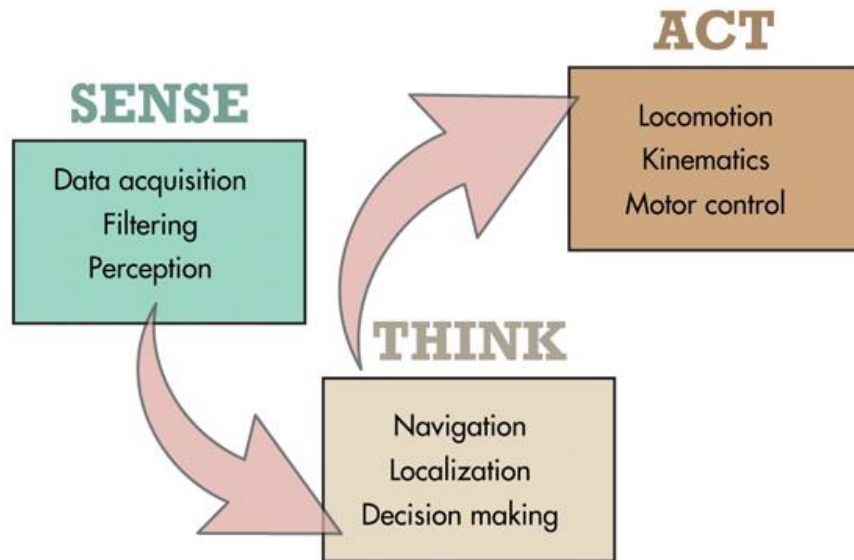 SENSE
Data acquisition
Filtering
Perception
THINK
Navigation
Localization
Decision making
ACT
Locomotion
Kinematics
Motor control